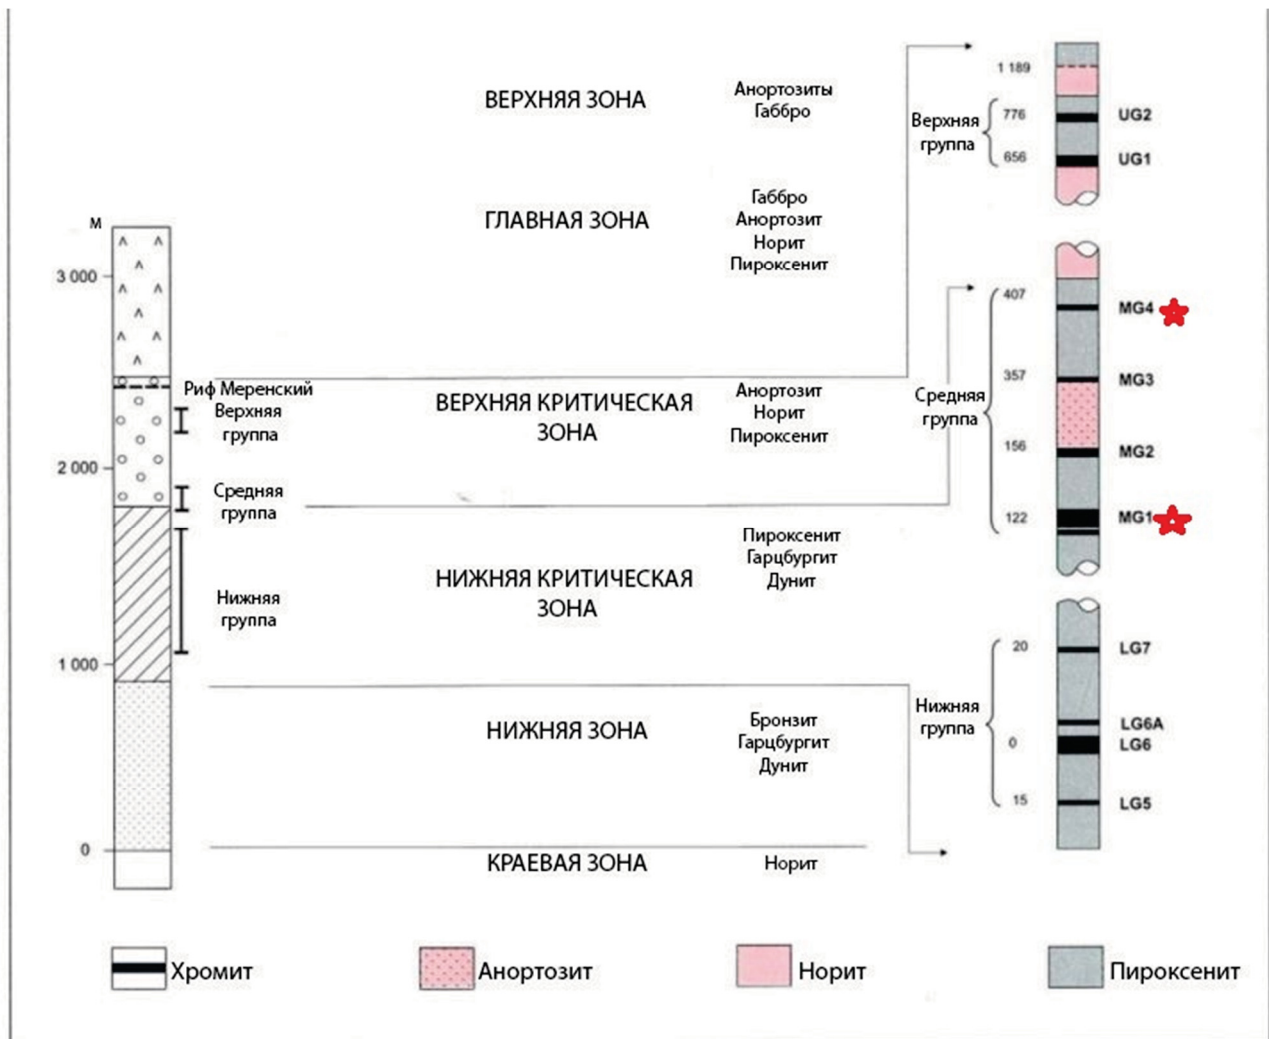 М
3 000
2 000
1 000
0
Риф Меренский
Верхняя
группа
Средняя
группа
Нижняя
группа
ВЕРХНЯЯ ЗОНА
Анортозиты
Габбро
ГЛАВНАЯ ЗОНА
Габбро
Анортозит
Норит
Пироксенит
ВЕРХНЯЯ КРИТИЧЕСКАЯ
ЗОНА
Анортозит
Норит
Пироксенит
НИЖНЯЯ КРИТИЧЕСКАЯ
ЗОНА
Пироксенит
Гарцбургит
Дунит
НИЖНЯЯ ЗОНА
Бронзит
Гарцбургит
Дунит
КРАЕВАЯ ЗОНА
Норит
Верхняя
группа
1 189
776
656
UG2
UG1
Средняя
группа
407
357
156
122
MG4
MG3
MG2
MG1
Нижняя
группа
20
0
15
LG7
LG6A
LG6
LG5
Хромит
Анортозит
Норит
Пироксенит